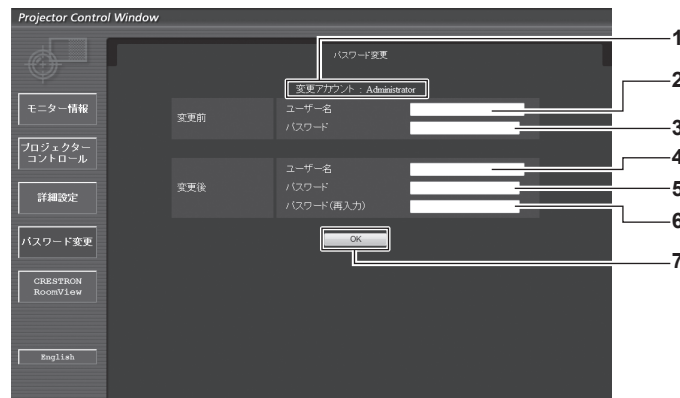 Projector Control Window
パスワード変更
変更アカウント : Administrator
変更前
ユーザー名
パスワード
変更後
ユーザー名
パスワード
パスワード(再入力)
OK
モニター情報
プロジェクター
コントロール
詳細設定
パスワード変更
CRESTRON
RoomView
English
1
2
3
4
5
6
7